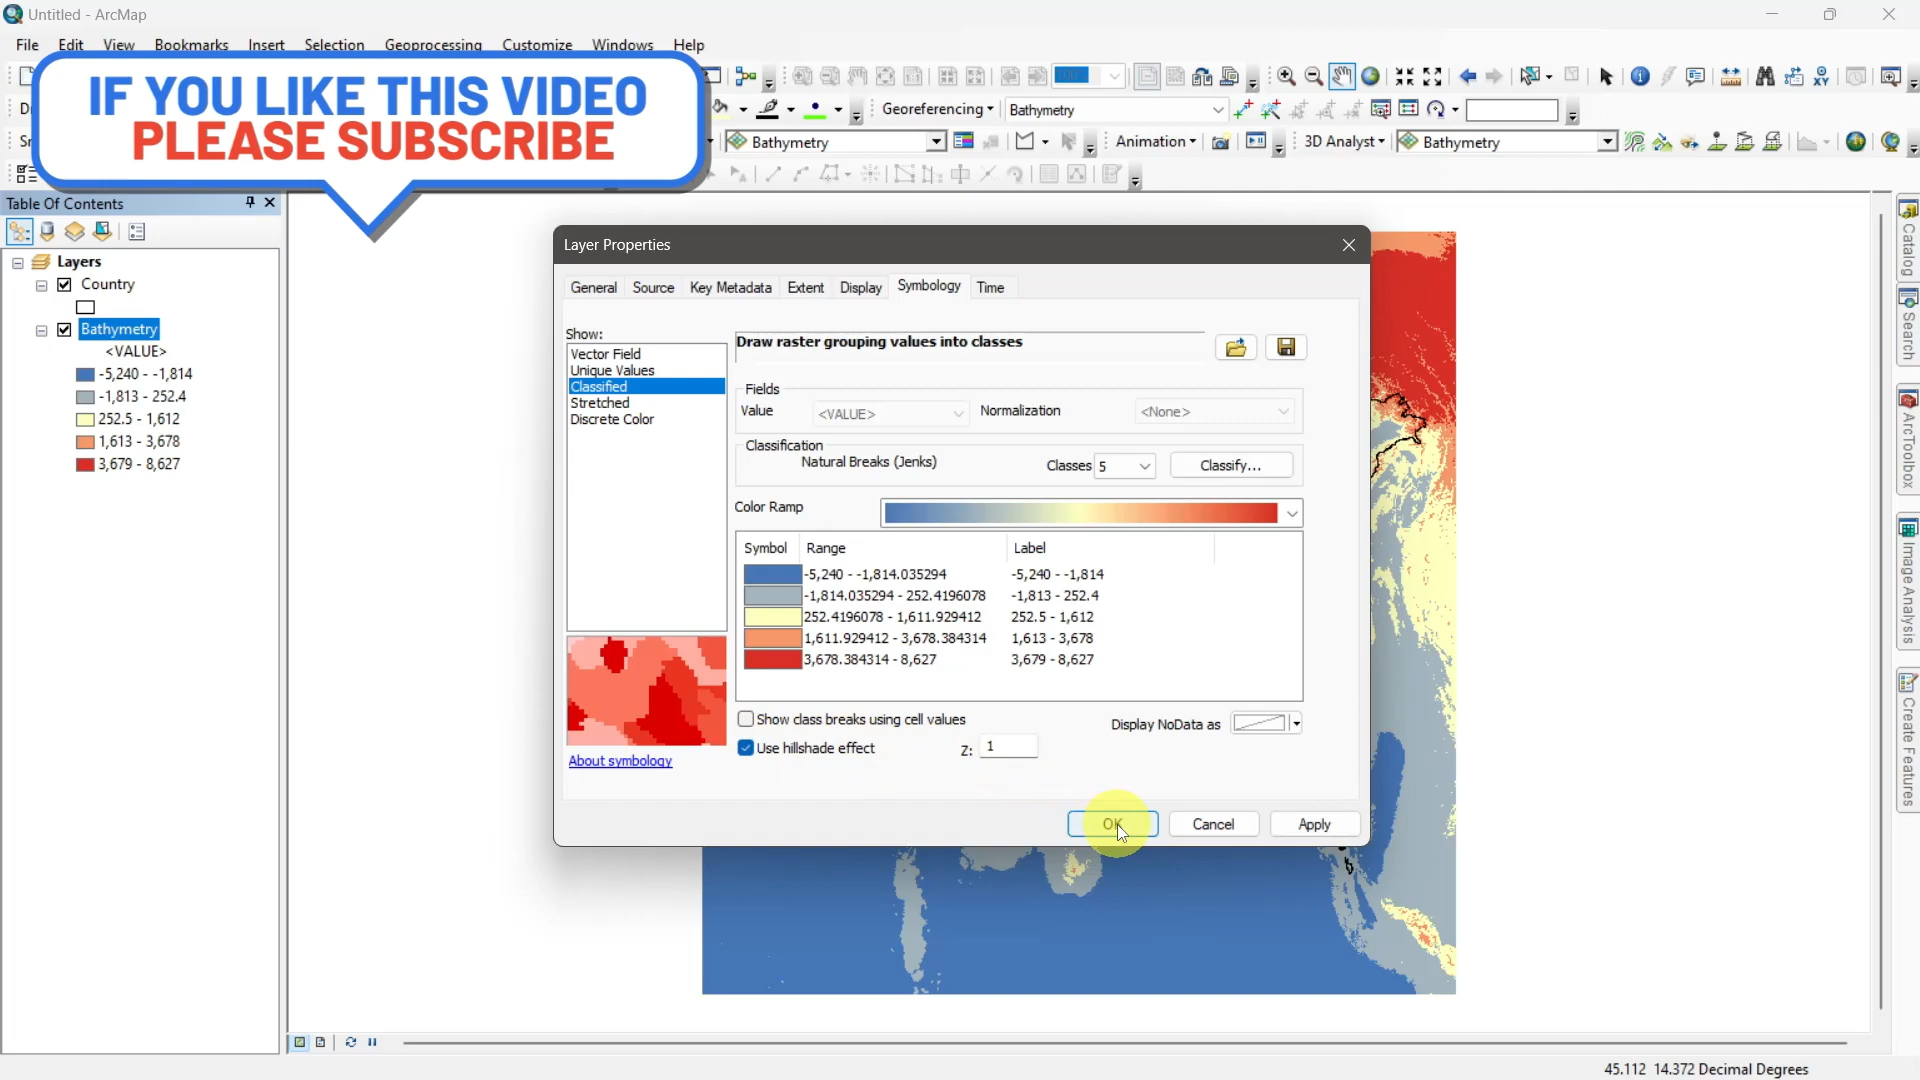 Untitled - ArcMap
File Edit View Bookmarks Insert Selection Geoprocessing Customize Windows Help
IF YOU LIKE THIS VIDEO
PLEASE SUBSCRIBE
Georeferencing Bathymetry
Bathymetry Animation 3D Analyst Bathymetry
Table Of Contents
Layers
Country
Bathymetry
<VALUE>
-5,240 - -1,814
-1,813 - 252.4
252.5 - 1,612
1,613 - 3,678
3,679 - 8,627
Layer Properties
General Source Key Metadata Extent Display Symbology Time
Show:
Vector Field
Unique Values
Classified
Stretched
Discrete Color
About symbology
Draw raster grouping values into classes
Fields
Value <VALUE> Normalization <None>
Classification
Natural Breaks (Jenks) Classes 5 Classify...
Color Ramp
Symbol Range Label
-5,240 - -1,814.035294 -5,240 - -1,814
-1,814.035294 - 252.4196078 -1,813 - 252.4
252.4196078 - 1,611.929412 252.5 - 1,612
1,611.929412 - 3,678.384314 1,613 - 3,678
3,678.384314 - 8,627 3,679 - 8,627
Show class breaks using cell values Display NoData as
Use hillshade effect Z: 1
OK Cancel Apply
Catalog
Search
ArcToolbox
Image Analysis
Create Features
45.112 14.372 Decimal Degrees